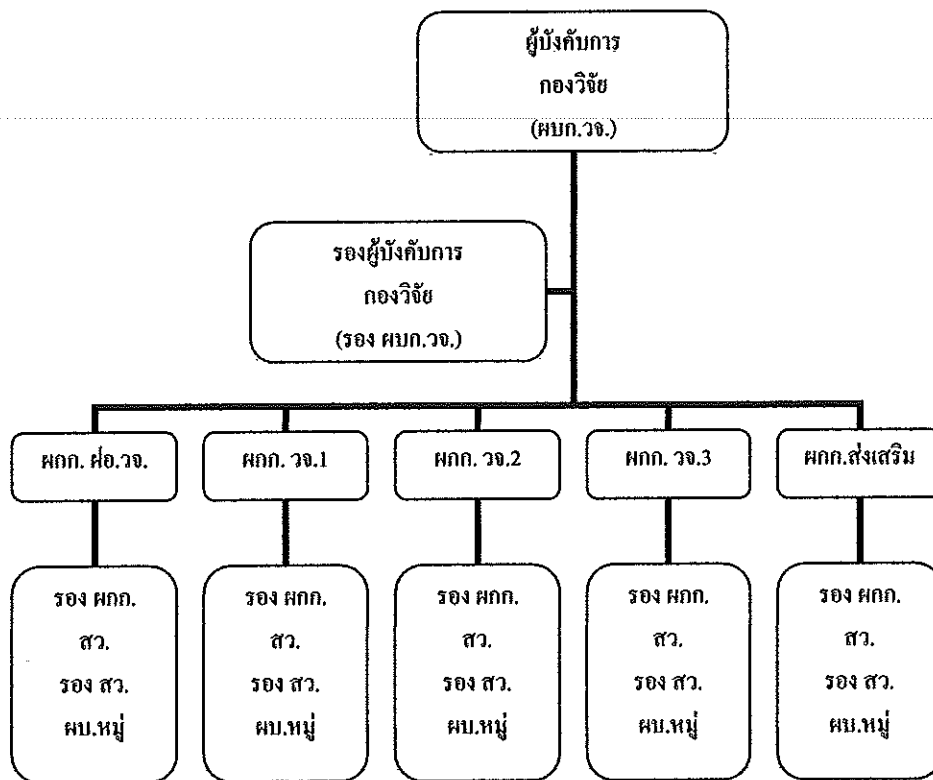 ผู้บังคับการ
กองวิจัย
(ผบก.วจ.)
รองผู้บังคับการ
กองวิจัย
(รอง ผบก.วจ.)
ผกก. ฝอ.วจ.
ผกก. วจ.1
ผกก. วจ.2
ผกก. วจ.3
ผกก.ส่งเสริม
รอง ผกก.
สว.
รอง สว.
ผบ.หมู่
รอง ผกก.
สว.
รอง สว.
ผบ.หมู่
รอง ผกก.
สว.
รอง สว.
ผบ.หมู่
รอง ผกก.
สว.
รอง สว.
ผบ.หมู่
รอง ผกก.
สว.
รอง สว.
ผบ.หมู่